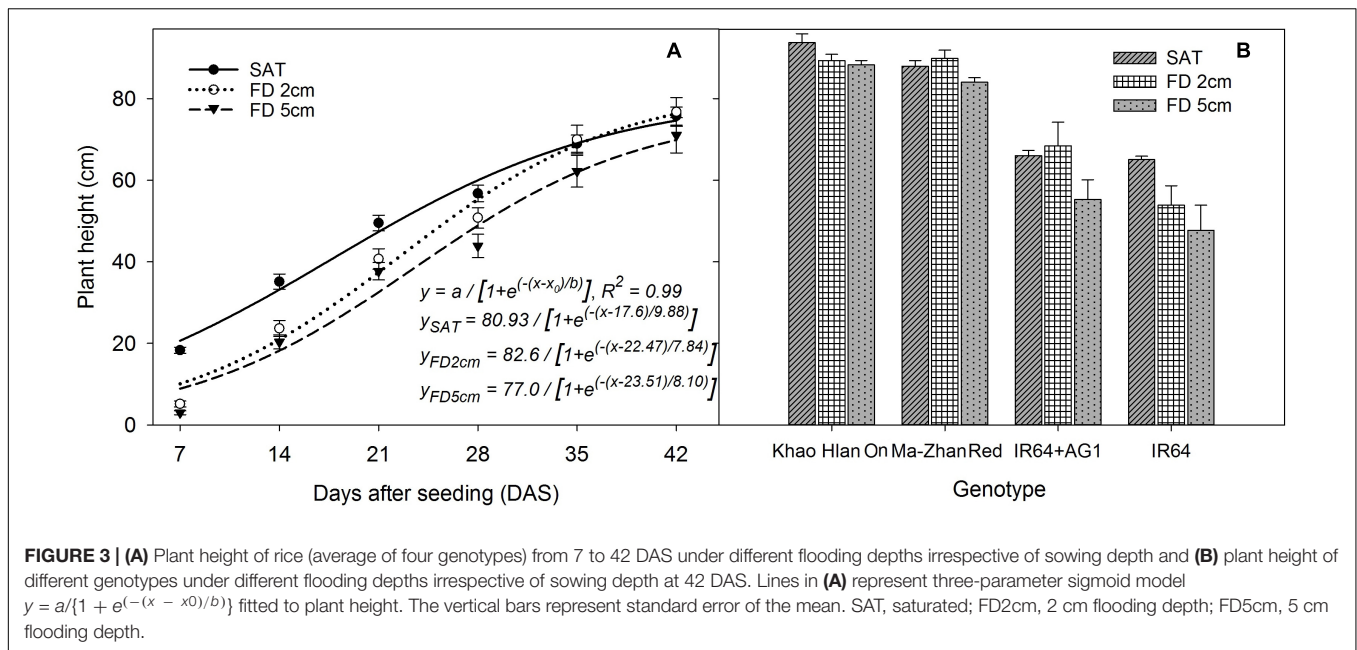 A
SAT
FD 2cm
FD 5cm
Plant height (cm)
80
60
40
20
0
y = a / [1+e^(-(x-x₀)/b)], R² = 0.99
y_SAT = 80.93 / [1+e^(-(x-17.6)/9.88)]
y_FD2cm = 82.6 / [1+e^(-(x-22.47)/7.84)]
y_FD5cm = 77.0 / [1+e^(-(x-23.51)/8.10)]
7 14 21 28 35 42
Days after seeding (DAS)
B
SAT
FD 2cm
FD 5cm
Khao Hlan On Ma-Zhan Red IR64+AG1 IR64
Genotype
FIGURE 3 | (A) Plant height of rice (average of four genotypes) from 7 to 42 DAS under different flooding depths irrespective of sowing depth and (B) plant height of
different genotypes under different flooding depths irrespective of sowing depth at 42 DAS. Lines in (A) represent three-parameter sigmoid model
y = a/{1 + e^(−(x − x0)/b)} fitted to plant height. The vertical bars represent standard error of the mean. SAT, saturated; FD2cm, 2 cm flooding depth; FD5cm, 5 cm
flooding depth.